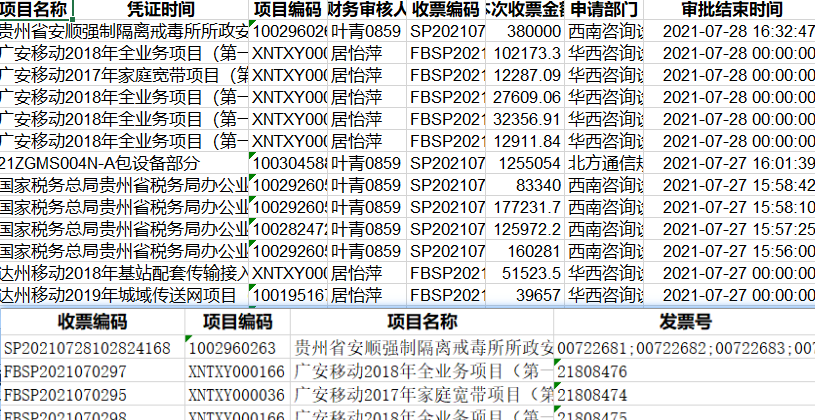 项目名称 凭证时间 项目编码 财务审核人 收票编码 本次收票金额 申请部门 审批结束时间
贵州省安顺强制隔离戒毒所所政安 10029602 叶青0859 SP202107 380000 西南咨询设 2021-07-28 16:32:47
广安移动2018年全业务项目（第一 XNTXY000 居怡萍 FBSP2021 102173.3 华西咨询设 2021-07-28 00:00:00
广安移动2017年家庭宽带项目（第 XNTXY000 居怡萍 FBSP2021 12287.09 华西咨询设 2021-07-28 00:00:00
广安移动2018年全业务项目（第一 XNTXY000 居怡萍 FBSP2021 27609.06 华西咨询设 2021-07-28 00:00:00
广安移动2018年全业务项目（第一 XNTXY000 居怡萍 FBSP2021 32356.91 华西咨询设 2021-07-28 00:00:00
广安移动2018年全业务项目（第一 XNTXY000 居怡萍 FBSP2021 12911.84 华西咨询设 2021-07-28 00:00:00
21ZGMS004N-A包设备部分 10030458 叶青0859 SP202107 1255054 北方通信规 2021-07-27 16:01:39
国家税务总局贵州省税务局办公业 10029260 叶青0859 SP202107 83340 西南咨询设 2021-07-27 15:58:42
国家税务总局贵州省税务局办公业 10029260 叶青0859 SP202107 177231.7 西南咨询设 2021-07-27 15:58:10
国家税务总局贵州省税务局办公业 10028247 叶青0859 SP202107 125972.2 西南咨询设 2021-07-27 15:57:25
国家税务总局贵州省税务局办公业 10029260 叶青0859 SP202107 160281 西南咨询设 2021-07-27 15:56:00
达州移动2018年基站配套传输接入 XNTXY000 居怡萍 FBSP2021 51523.5 华西咨询设 2021-07-27 00:00:00
达州移动2019年城域传送网项目 10019516 居怡萍 FBSP2021 39657 华西咨询设 2021-07-27 00:00:00
收票编码 项目编码 项目名称 发票号
SP20210728102824168 1002960263 贵州省安顺强制隔离戒毒所所政安 00722681;00722682;00722683;007
FBSP2021070297 XNTXY000166 广安移动2018年全业务项目（第一 21808476
FBSP2021070295 XNTXY000036 广安移动2017年家庭宽带项目（第 21808474
FBSP2021070298 XNTXY000166 广安移动2018年全业务项目（第一 21808475